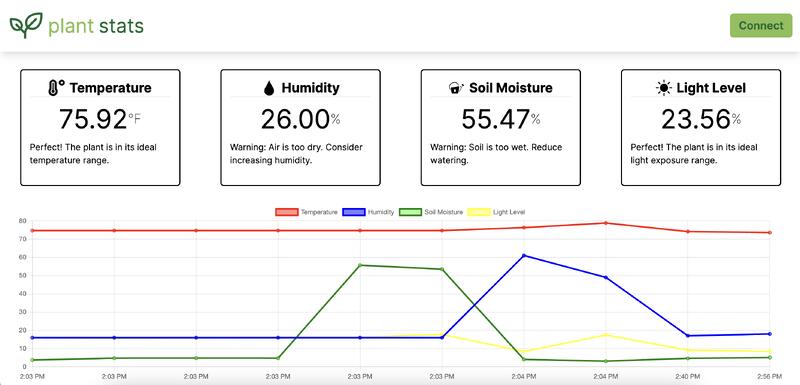 plant stats
Connect
Temperature
75.92°F
Perfect! The plant is in its ideal
temperature range.
Humidity
26.00%
Warning: Air is too dry. Consider
increasing humidity.
Soil Moisture
55.47%
Warning: Soil is too wet. Reduce
watering.
Light Level
23.56%
Perfect! The plant is in its ideal
light exposure range.
Temperature Humidity Soil Moisture Light Level
80
70
60
50
40
30
20
10
0
2:03 PM 2:03 PM 2:03 PM 2:03 PM 2:03 PM 2:03 PM 2:04 PM 2:04 PM 2:40 PM 2:56 PM